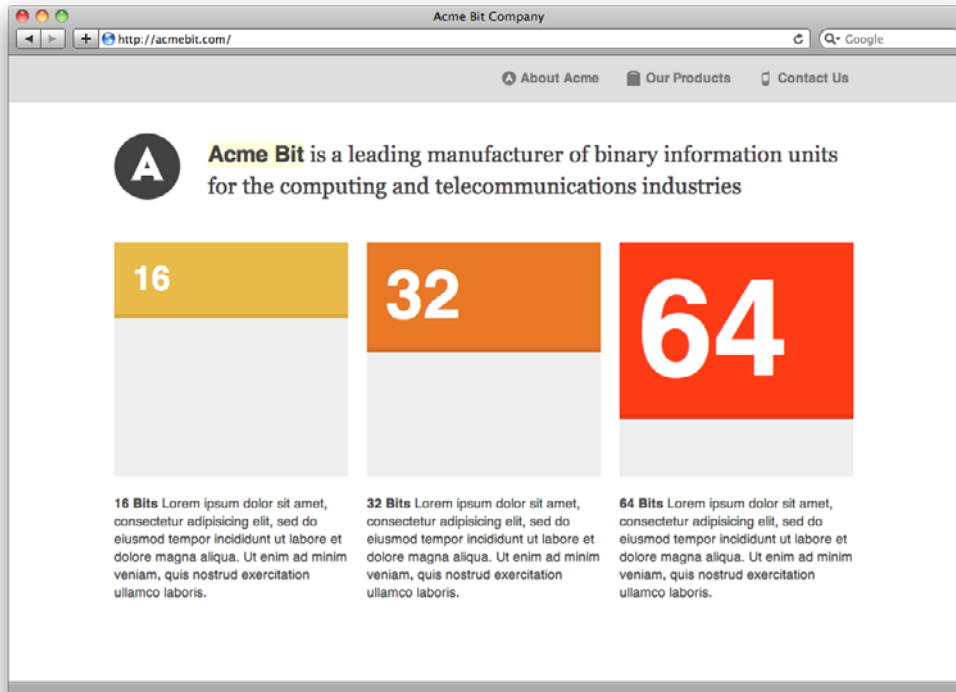 Acme Bit Company
http://acmebit.com/
Google
About Acme Our Products Contact Us
A
Acme Bit is a leading manufacturer of binary information units
for the computing and telecommunications industries
16
32
64
16 Bits Lorem ipsum dolor sit amet,
consectetur adipisicing elit, sed do
eiusmod tempor incididunt ut labore et
dolore magna aliqua. Ut enim ad minim
veniam, quis nostrud exercitation
ullamco laboris.
32 Bits Lorem ipsum dolor sit amet,
consectetur adipisicing elit, sed do
eiusmod tempor incididunt ut labore et
dolore magna aliqua. Ut enim ad minim
veniam, quis nostrud exercitation
ullamco laboris.
64 Bits Lorem ipsum dolor sit amet,
consectetur adipisicing elit, sed do
eiusmod tempor incididunt ut labore et
dolore magna aliqua. Ut enim ad minim
veniam, quis nostrud exercitation
ullamco laboris.